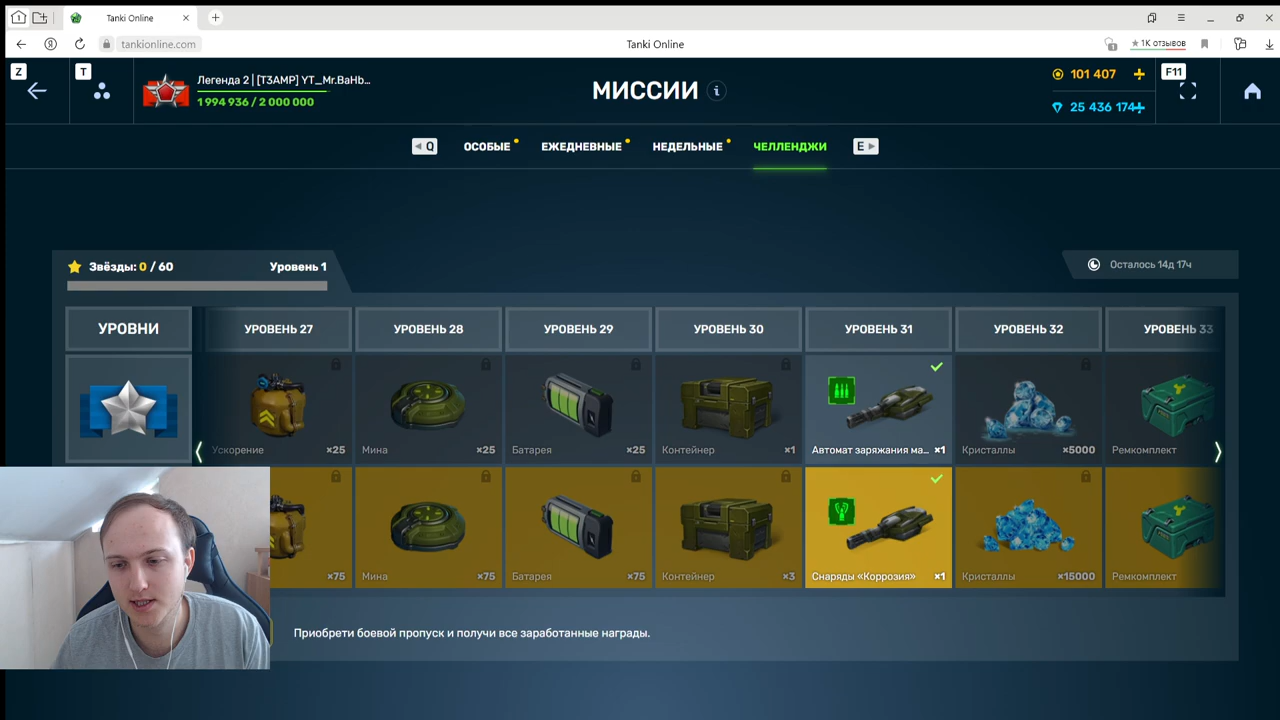 Tanki Online
tankionline.com
Tanki Online
1K отзывов
Z
T
Легенда 2 | [T3AMP] YT_Mr.BaHb...
1 994 936 / 2 000 000
МИССИИ
101 407
25 436 174
F11
Q
ОСОБЫЕ
ЕЖЕДНЕВНЫЕ
НЕДЕЛЬНЫЕ
ЧЕЛЛЕНДЖИ
E
Звёзды: 0 / 60
Уровень 1
Осталось 14д 17ч
УРОВНИ
УРОВЕНЬ 27
УРОВЕНЬ 28
УРОВЕНЬ 29
УРОВЕНЬ 30
УРОВЕНЬ 31
УРОВЕНЬ 32
УРОВЕНЬ 33
Ускорение ×25
Мина ×25
Батарея ×25
Контейнер ×1
Автомат заряжания ма... ×1
Кристаллы ×5000
Ремкомплект
×75
Мина ×75
Батарея ×75
Контейнер ×3
Снаряды «Коррозия» ×1
Кристаллы ×15000
Ремкомплект
Приобрети боевой пропуск и получи все заработанные награды.